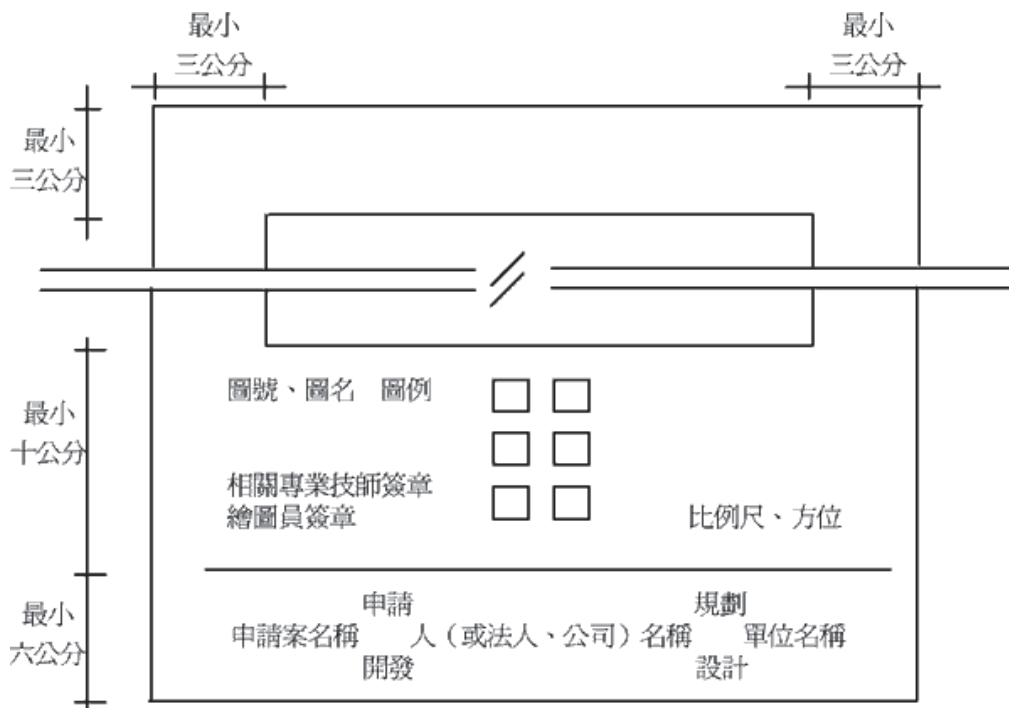 最小
三公分
最小
三公分
最小
三公分
圖號、圖名 圖例
最小
十公分
相關專業技師簽章
繪圖員簽章
比例尺、方位
最小
六公分
申請 規劃
申請案名稱 人（或法人、公司）名稱 單位名稱
開發 設計